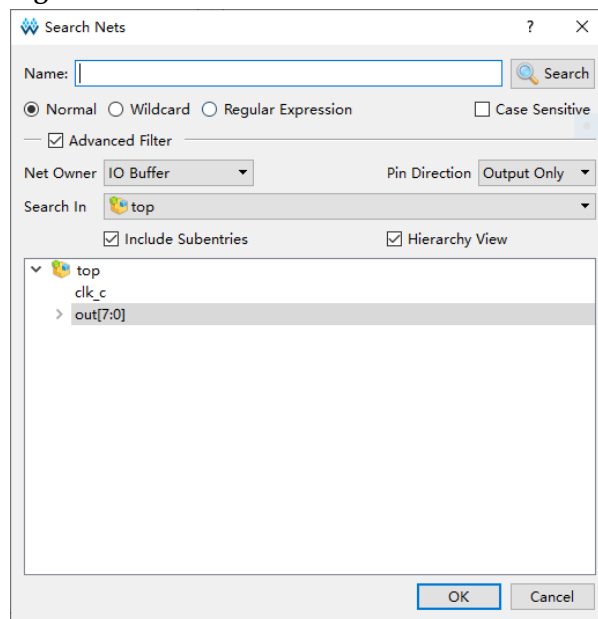 Search Nets ? ×
Name: Search
Normal Wildcard Regular Expression Case Sensitive
Advanced Filter
Net Owner IO Buffer Pin Direction Output Only
Search In top
Include Subentries Hierarchy View
top
clk_c
out[7:0]
OK Cancel